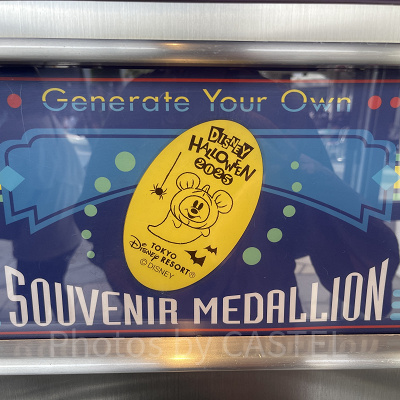 Generate Your Own
DISNEY
HALLOWEEN
2025
TOKYO
DISNEY
RESORT®
©DISNEY
SOUVENIR MEDALLION
Photos by CASTEL